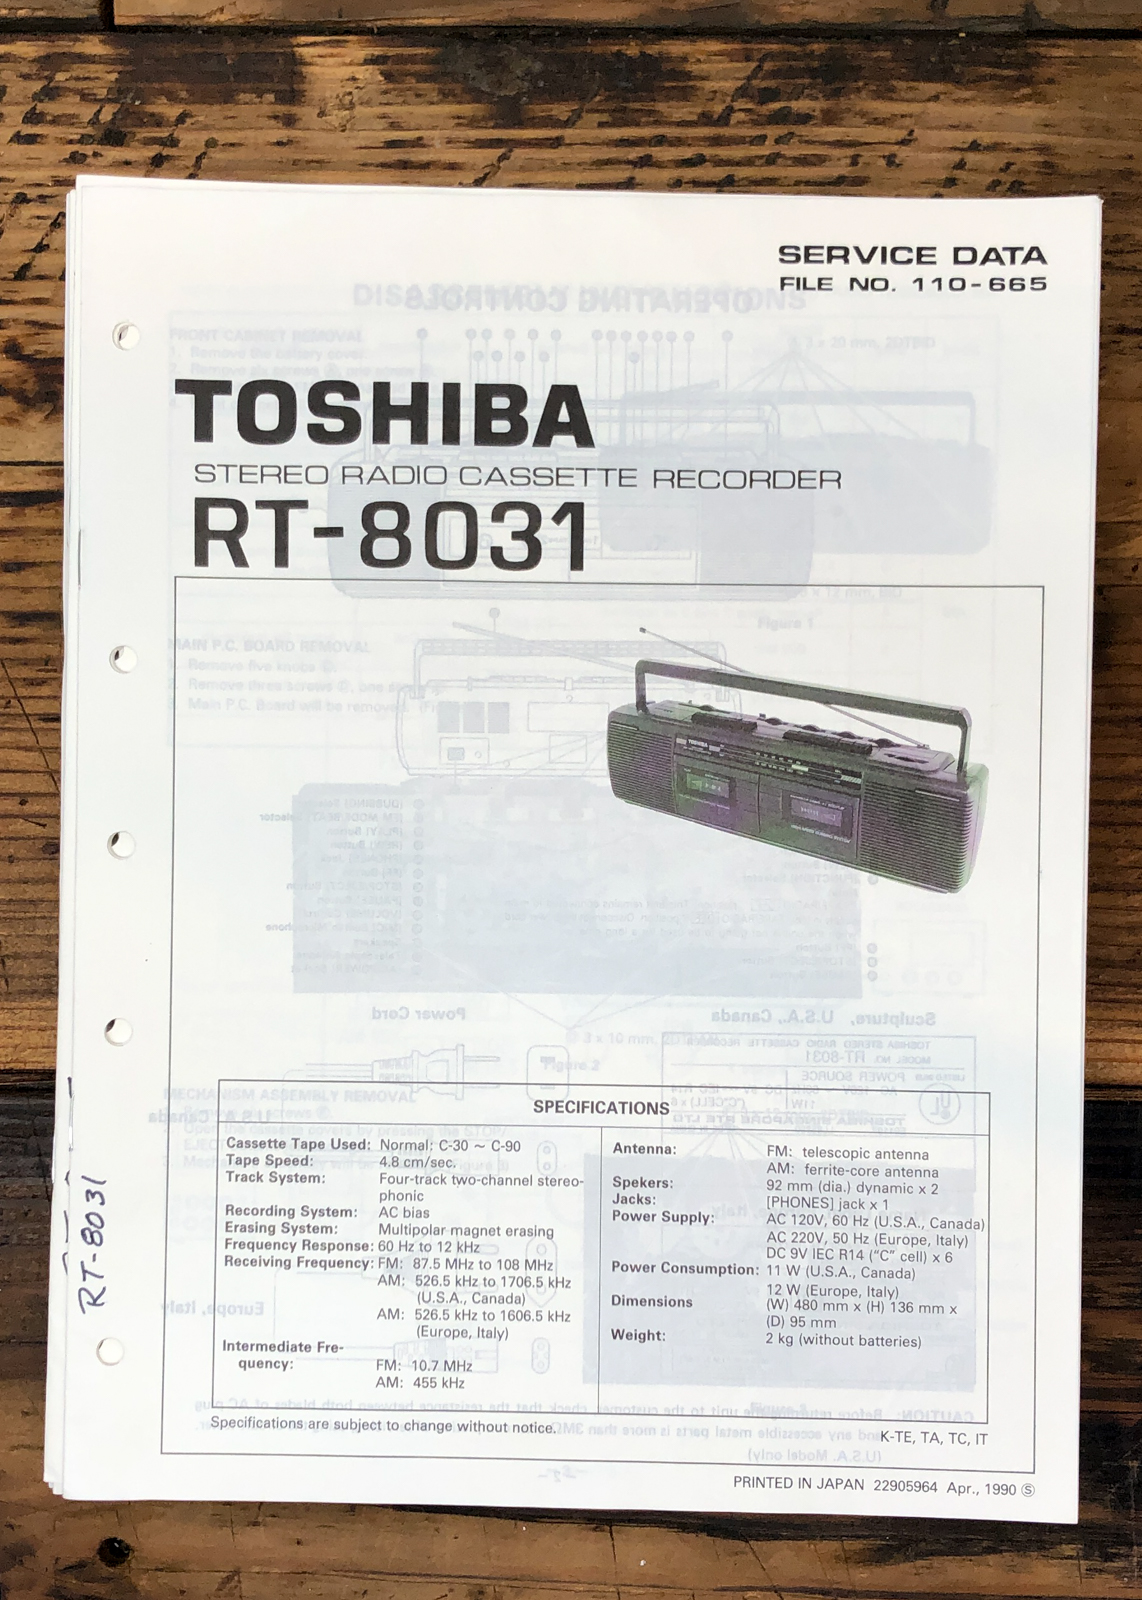 SERVICE DATA
FILE NO. 110-665
TOSHIBA
STEREO RADIO CASSETTE RECORDER
RT-8031
TOSHIBA
SPECIFICATIONS
Cassette Tape Used: Normal: C-30 ~ C-90
Tape Speed: 4.8 cm/sec.
Track System: Four-track two-channel stereo-
phonic
Recording System: AC bias
Erasing System: Multipolar magnet erasing
Frequency Response: 60 Hz to 12 kHz
Receiving Frequency: FM: 87.5 MHz to 108 MHz
AM: 526.5 kHz to 1706.5 kHz
(U.S.A., Canada)
AM: 526.5 kHz to 1606.5 kHz
(Europe, Italy)
Intermediate Fre-
quency: FM: 10.7 MHz
AM: 455 kHz
Antenna: FM: telescopic antenna
AM: ferrite-core antenna
Spekers: 92 mm (dia.) dynamic x 2
Jacks: [PHONES] jack x 1
Power Supply: AC 120V, 60 Hz (U.S.A., Canada)
AC 220V, 50 Hz (Europe, Italy)
DC 9V IEC R14 ("C" cell) x 6
Power Consumption: 11 W (U.S.A., Canada)
12 W (Europe, Italy)
Dimensions (W) 480 mm x (H) 136 mm x
(D) 95 mm
Weight: 2 kg (without batteries)
Specifications are subject to change without notice.
K-TE, TA, TC, IT
PRINTED IN JAPAN 22905964 Apr., 1990 Ⓢ
RT-8031